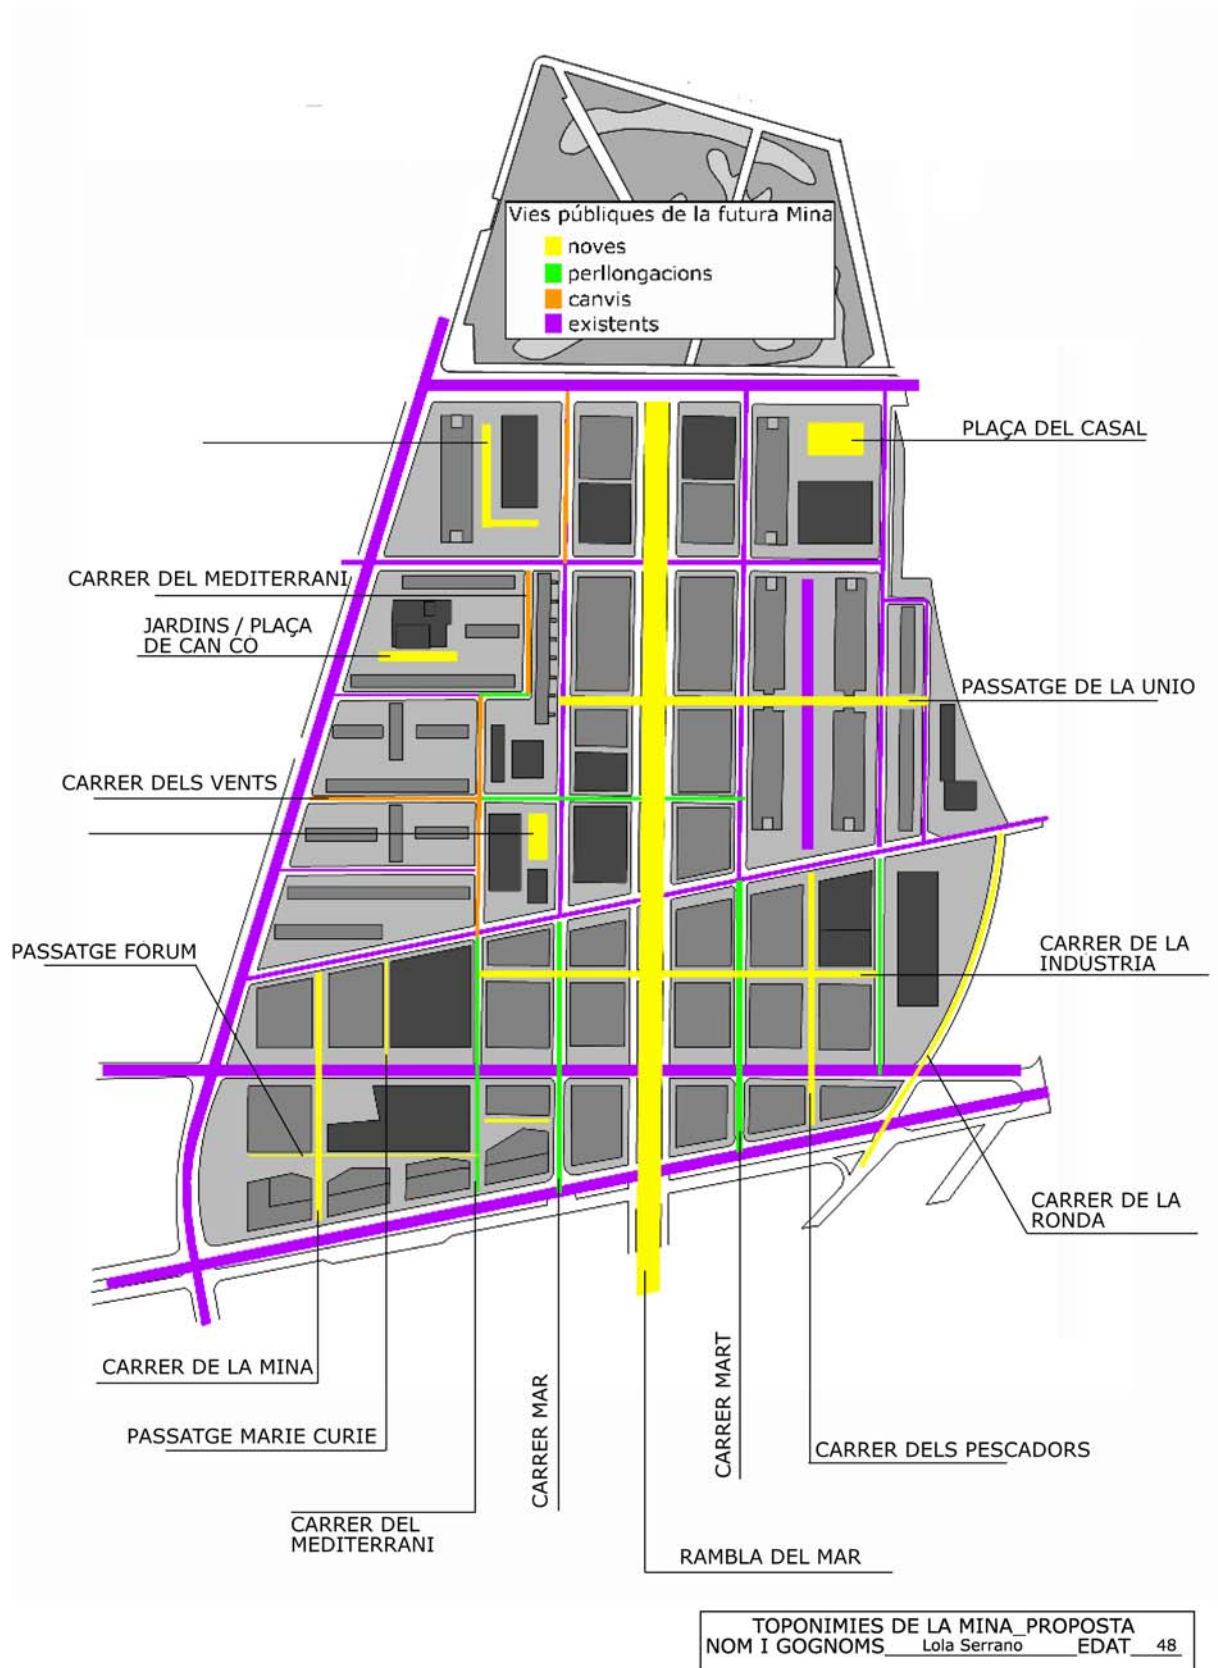 Vies públiques de la futura Mina
noves
perllongacions
canvis
existents
PLAÇA DEL CASAL
CARRER DEL MEDITERRANI
JARDINS / PLAÇA
DE CAN CO
PASSATGE DE LA UNIO
CARRER DELS VENTS
PASSATGE FORUM
CARRER DE LA
INDÚSTRIA
CARRER DE LA
RONDA
CARRER DE LA MINA
PASSATGE MARIE CURIE
CARRER DEL
MEDITERRANI
CARRER MAR
CARRER MART
CARRER DELS PESCADORS
RAMBLA DEL MAR
TOPONIMIES DE LA MINA_PROPOSTA
NOM I GOGNOMS Lola Serrano EDAT 48